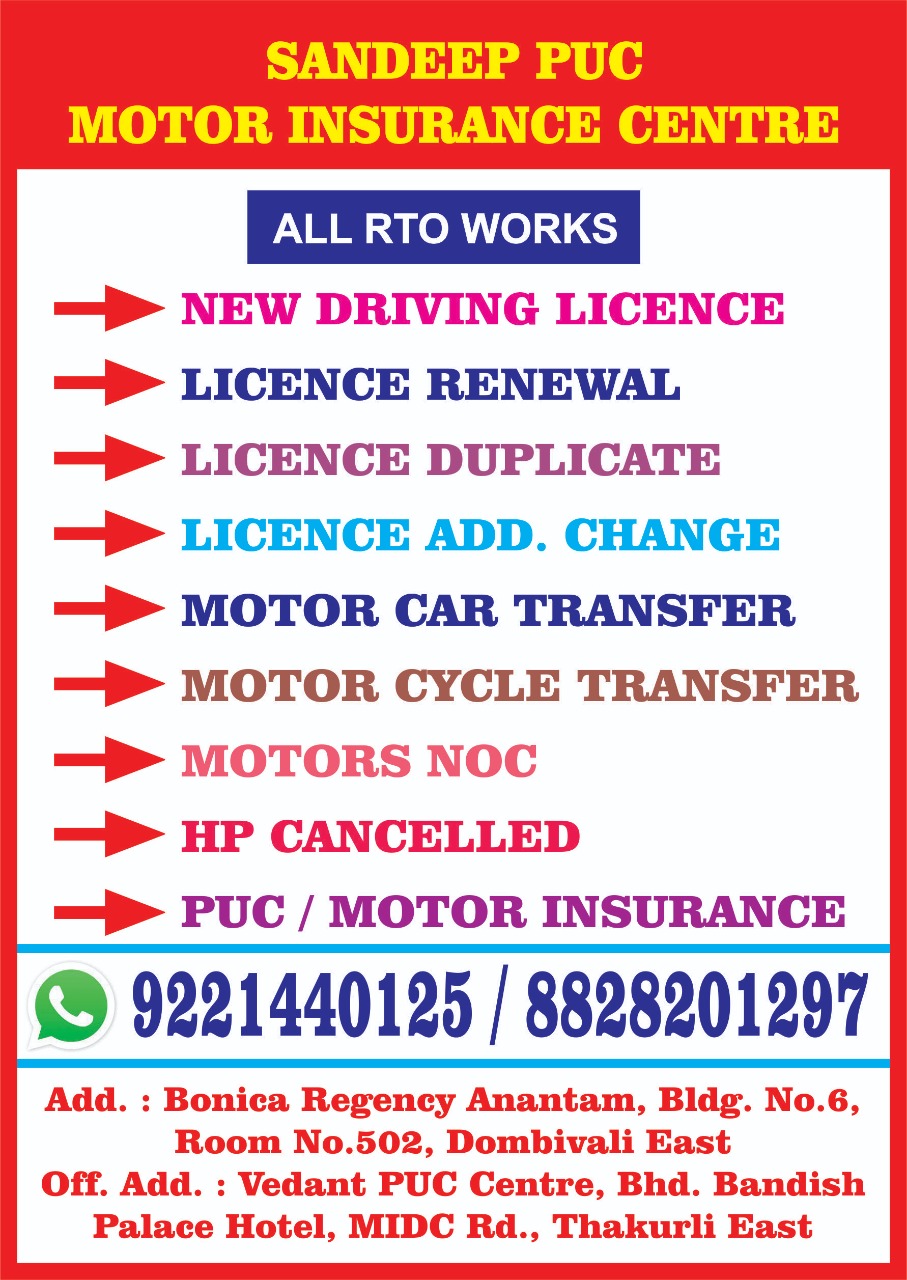 SANDEEP PUC
MOTOR INSURANCE CENTRE
ALL RTO WORKS
NEW DRIVING LICENCE
LICENCE RENEWAL
LICENCE DUPLICATE
LICENCE ADD. CHANGE
MOTOR CAR TRANSFER
MOTOR CYCLE TRANSFER
MOTORS NOC
HP CANCELLED
PUC / MOTOR INSURANCE
9221440125 / 8828201297
Add. : Bonica Regency Anantam, Bldg. No.6,
Room No.502, Dombivali East
Off. Add. : Vedant PUC Centre, Bhd. Bandish
Palace Hotel, MIDC Rd., Thakurli East